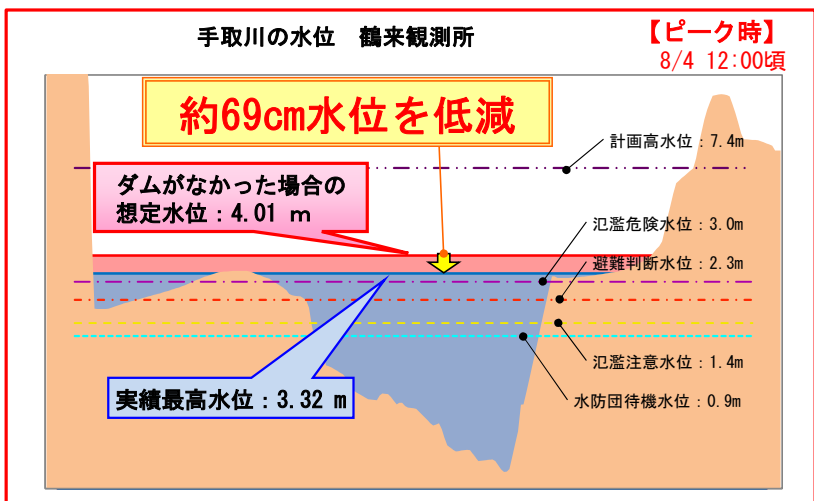 手取川の水位 鶴来観測所
【ピーク時】
8/4 12:00頃
約69cm水位を低減
計画高水位：7.4m
ダムがなかった場合の
想定水位：4.01 m
氾濫危険水位：3.0m
避難判断水位：2.3m
氾濫注意水位：1.4m
実績最高水位：3.32 m
水防団待機水位：0.9m